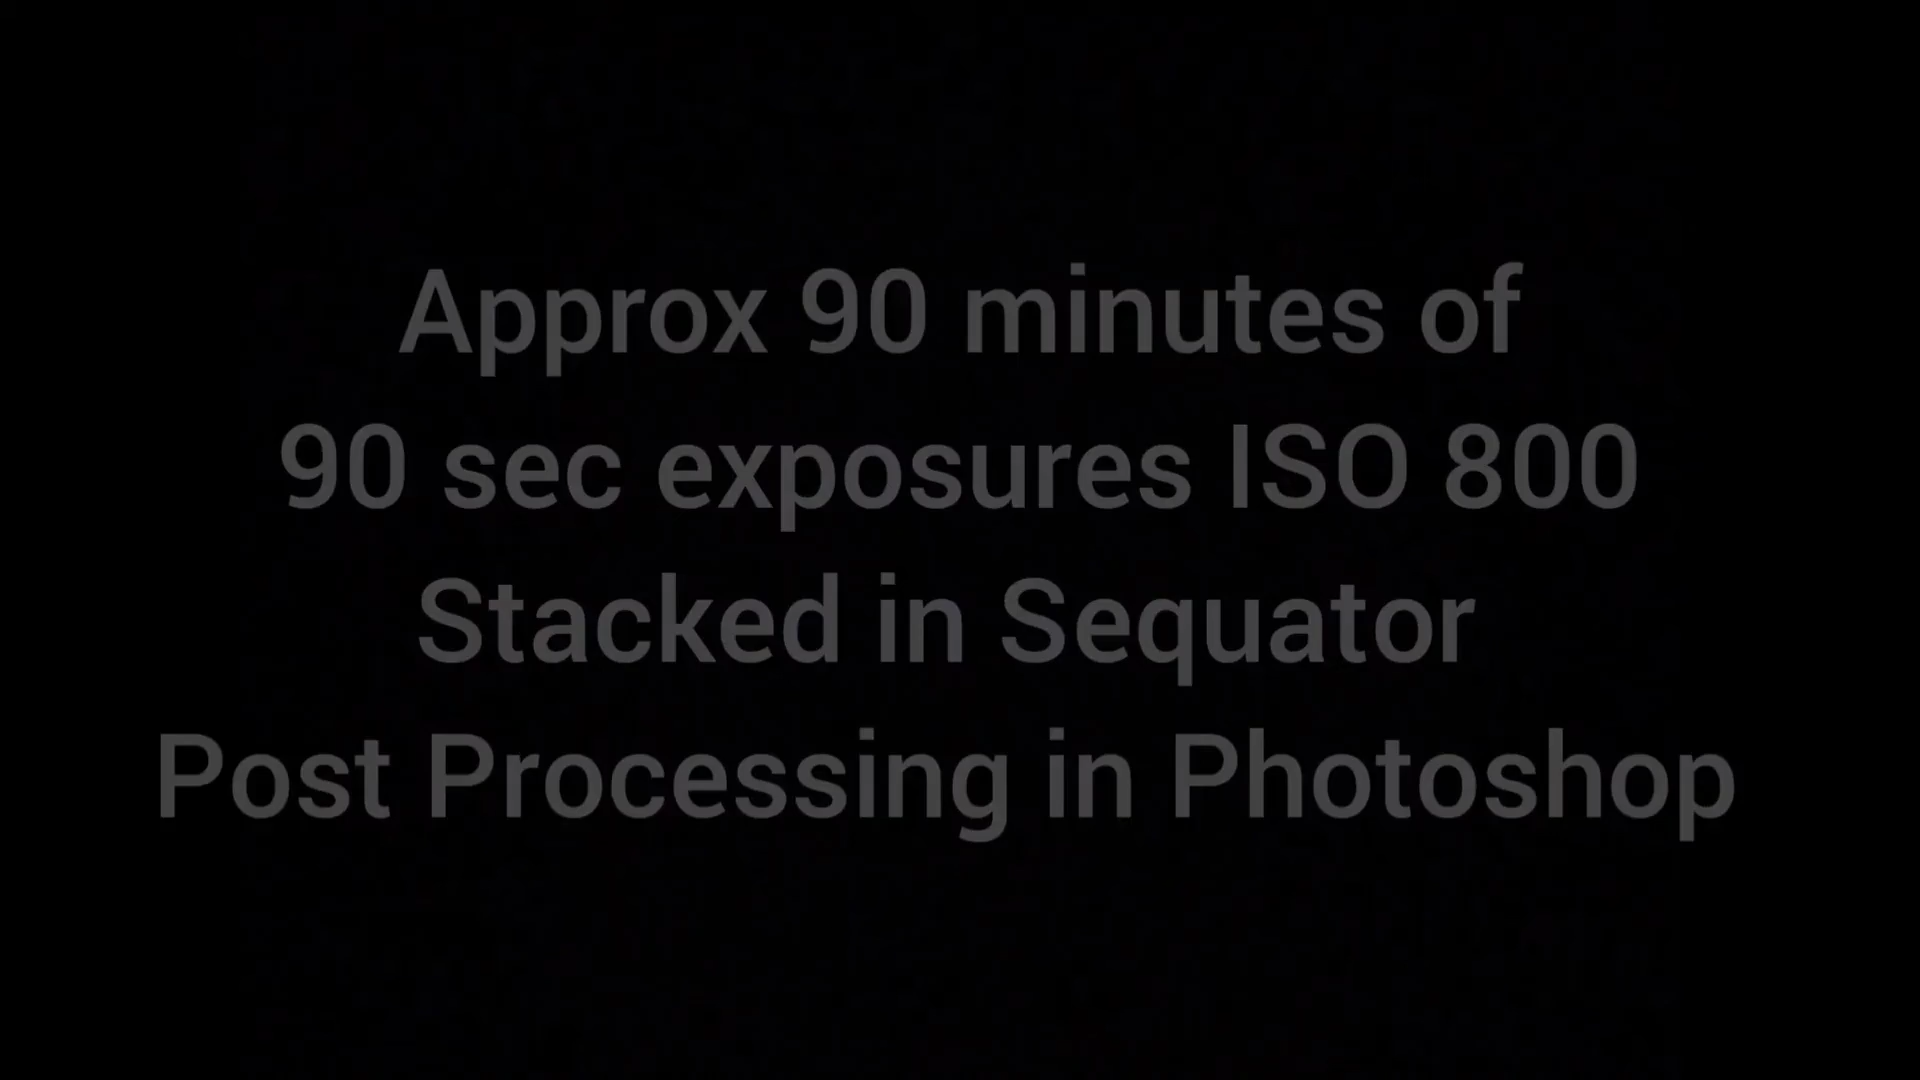 Approx 90 minutes of
90 sec exposures ISO 800
Stacked in Sequator
Post Processing in Photoshop